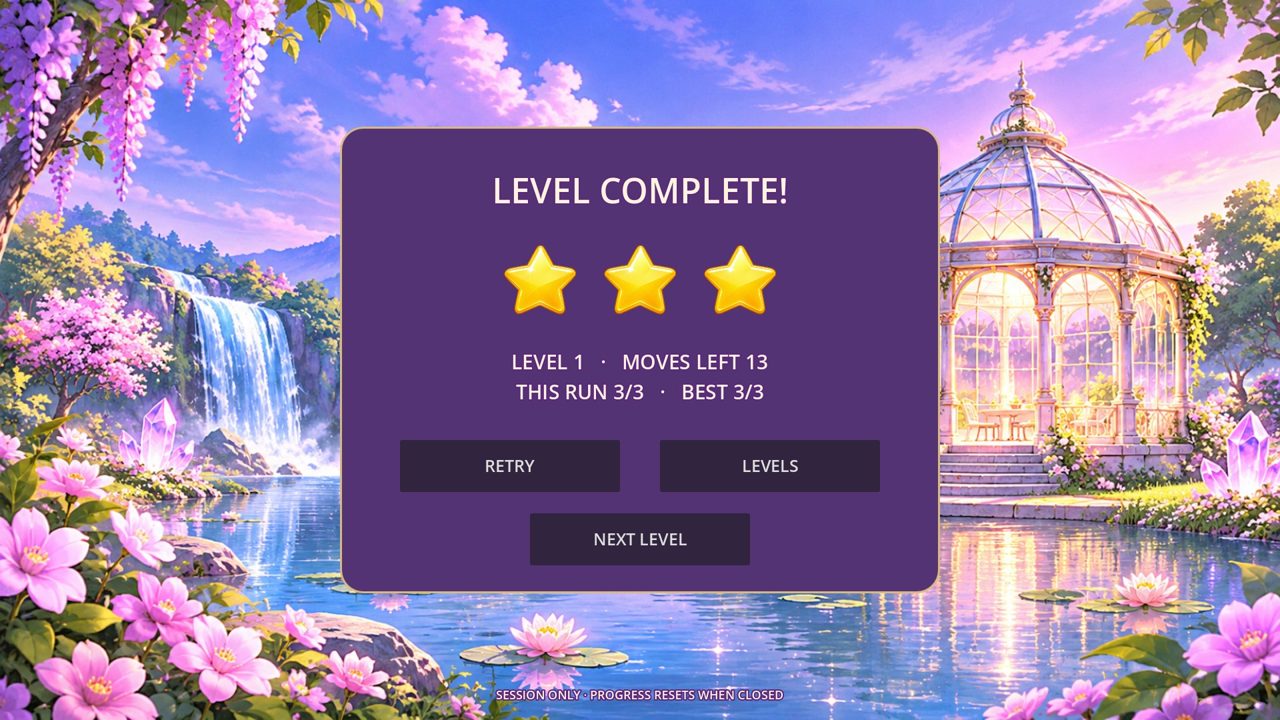 LEVEL COMPLETE!
LEVEL 1 · MOVES LEFT 13
THIS RUN 3/3 · BEST 3/3
RETRY
LEVELS
NEXT LEVEL
SESSION ONLY · PROGRESS RESETS WHEN CLOSED